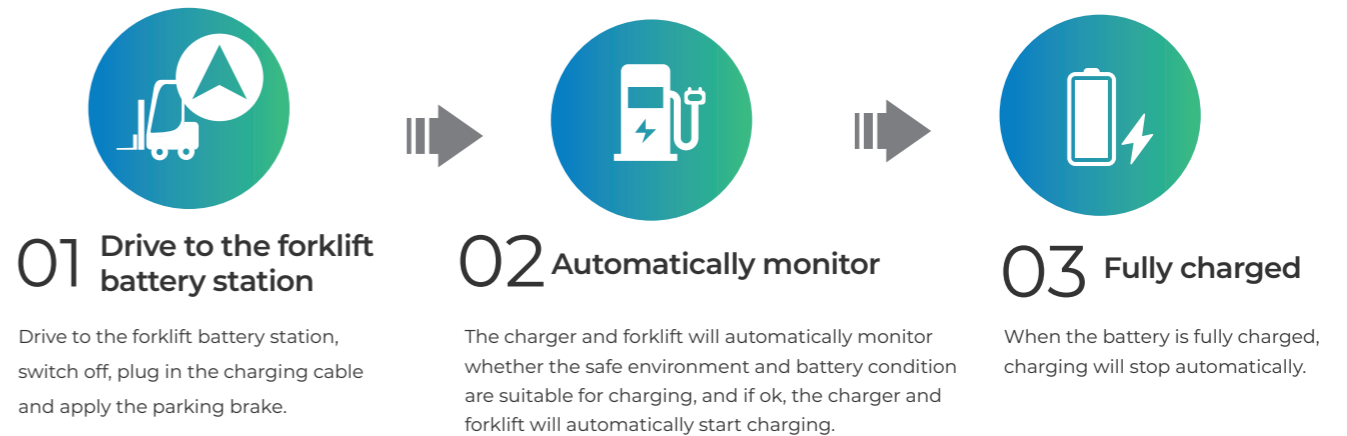 01 Drive to the forklift
battery station
Drive to the forklift battery station,
switch off, plug in the charging cable
and apply the parking brake.
02 Automatically monitor
The charger and forklift will automatically monitor
whether the safe environment and battery condition
are suitable for charging, and if ok, the charger and
forklift will automatically start charging.
03 Fully charged
When the battery is fully charged,
charging will stop automatically.